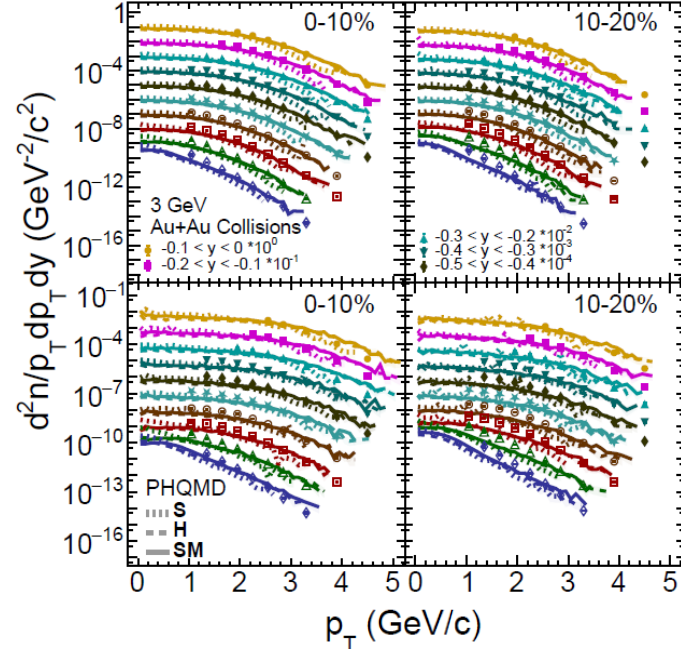 d²n/p_T dp_T dy (GeV⁻²/c²)
10⁻¹
10⁻⁴
10⁻⁸
10⁻¹²
10⁻¹⁶
0-10%
3 GeV
Au+Au Collisions
-0.1 < y < 0 *10⁰
-0.2 < y < -0.1 *10⁻¹
10-20%
-0.3 < y < -0.2 *10⁻²
-0.4 < y < -0.3 *10⁻³
-0.5 < y < -0.4 *10⁻⁴
10⁻¹
10⁻⁴
10⁻⁷
10⁻¹⁰
10⁻¹³
10⁻¹⁶
0-10%
PHQMD
S
H
SM
10-20%
0 1 2 3 4 5
0 1 2 3 4 5
p_T (GeV/c)